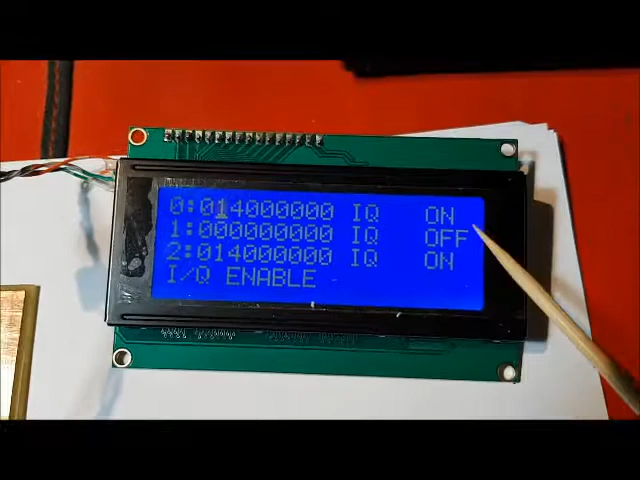 0:014000000 IQ ON
1:000000000 IQ OFF
2:014000000 IQ ON
I/Q ENABLE